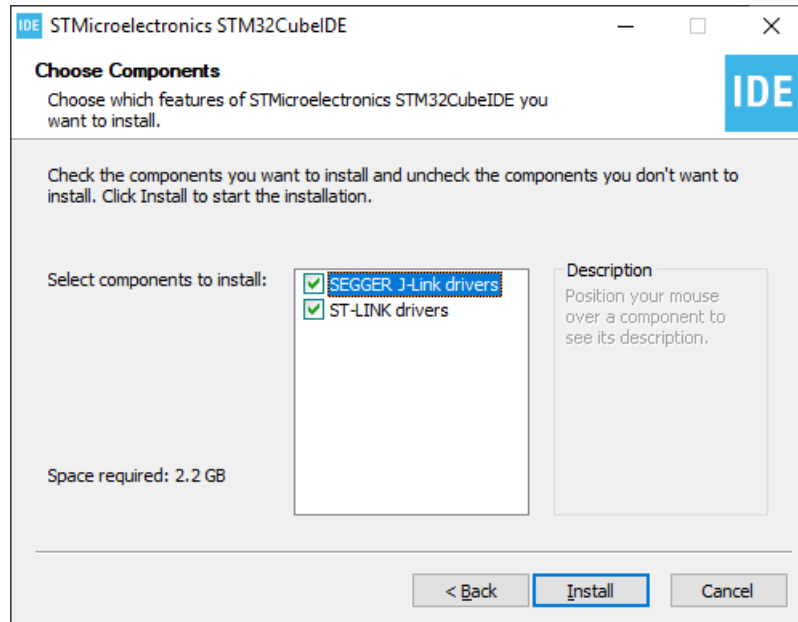 IDE STMicroelectronics STM32CubeIDE
Choose Components
Choose which features of STMicroelectronics STM32CubeIDE you
want to install.
IDE
Check the components you want to install and uncheck the components you don't want to
install. Click Install to start the installation.
Select components to install:
SEGGER J-Link drivers
ST-LINK drivers
Description
Position your mouse
over a component to
see its description.
Space required: 2.2 GB
< Back
Install
Cancel